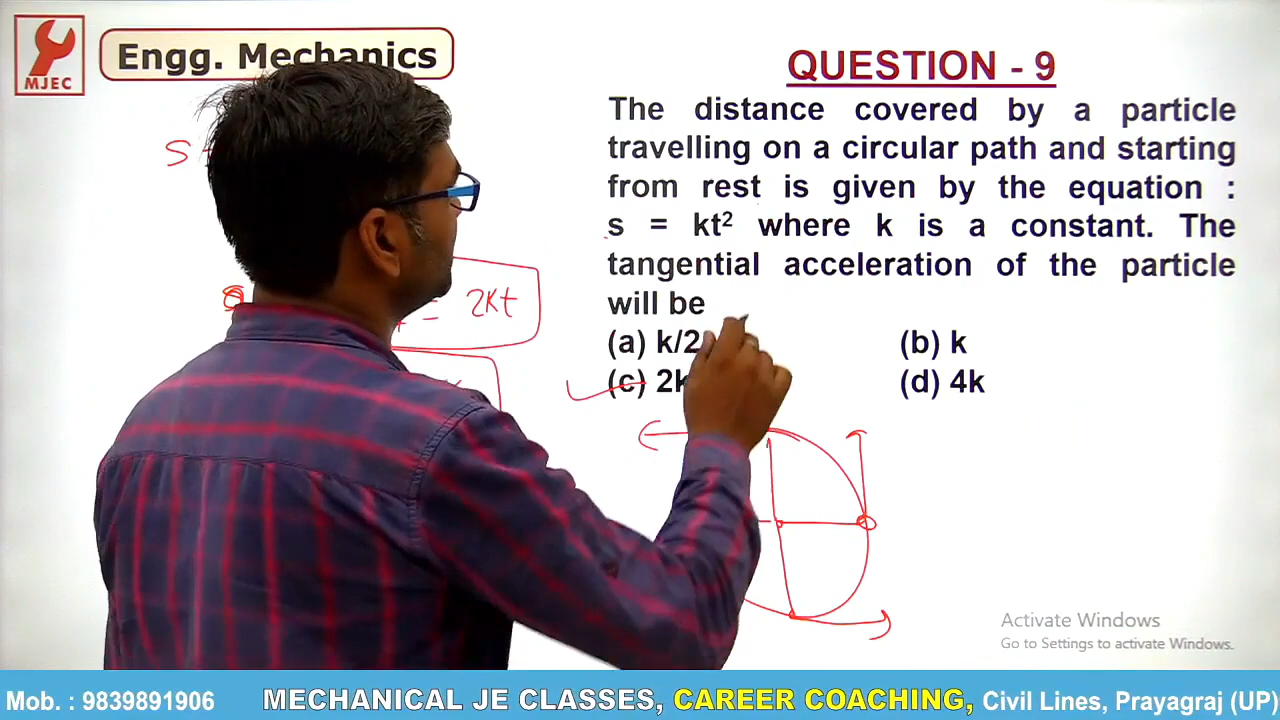 MJEC
Engg. Mechanics
QUESTION - 9
The distance covered by a particle
travelling on a circular path and starting
from rest is given by the equation :
s = kt² where k is a constant. The
tangential acceleration of the particle
will be
(a) k/2
(b) k
(c) 2k
(d) 4k
S
= 2Kt
Activate Windows
Go to Settings to activate Windows.
Mob. : 9839891906 MECHANICAL JE CLASSES, CAREER COACHING, Civil Lines, Prayagraj (UP)